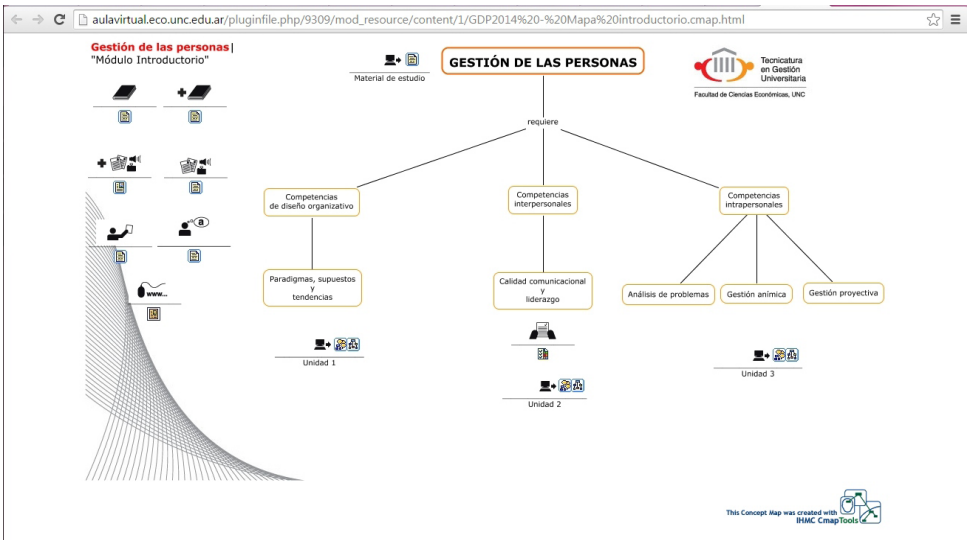 aulavirtual.eco.unc.edu.ar/pluginfile.php/9309/mod_resource/content/1/GDP2014%20-%20Mapa%20introductorio.cmap.html
Gestión de las personas|
"Módulo Introductorio"
Material de estudio
GESTIÓN DE LAS PERSONAS
Tecnicatura
en Gestión
Universitaria
Facultad de Ciencias Económicas, UNC
requiere
Competencias
de diseño organizativo
Competencias
interpersonales
Competencias
intrapersonales
a
www...
Paradigmas, supuestos
y
tendencias
Calidad comunicacional
y
liderazgo
Análisis de problemas
Gestión anímica
Gestión proyectiva
Unidad 1
Unidad 2
Unidad 3
This Concept Map was created with
IHMC CmapTools